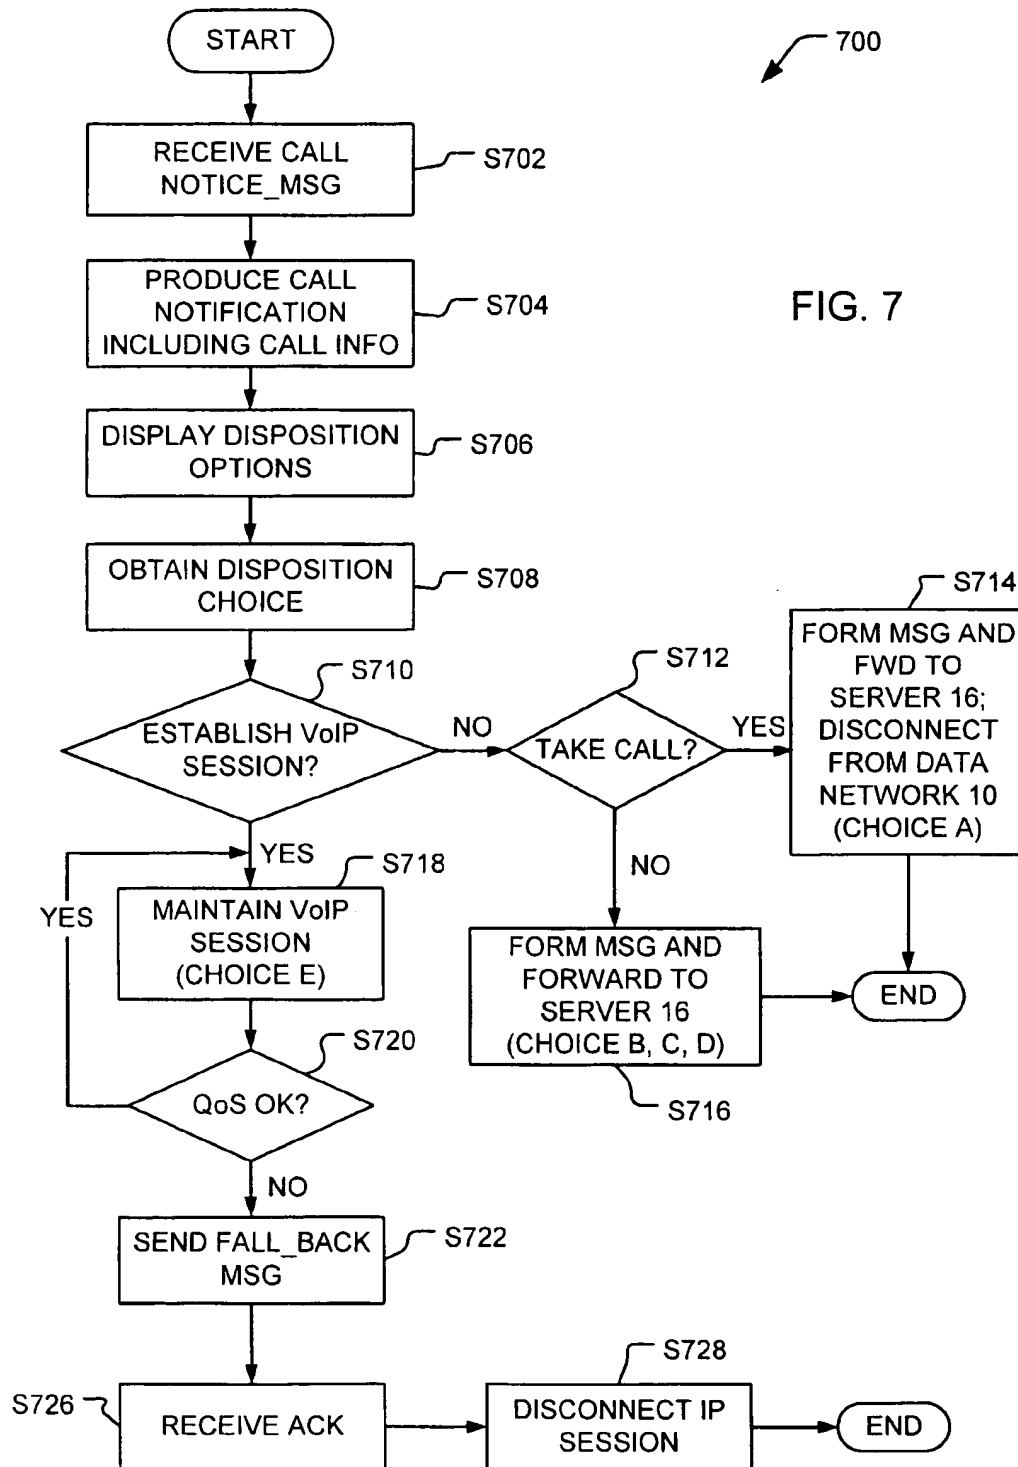 START
700
RECEIVE CALL
NOTICE_MSG
S702
PRODUCE CALL
NOTIFICATION
INCLUDING CALL INFO
S704
FIG. 7
DISPLAY DISPOSITION
OPTIONS
S706
OBTAIN DISPOSITION
CHOICE
S708
S710
ESTABLISH VoIP
SESSION?
NO
S712
TAKE CALL?
YES
S714
FORM MSG AND
FWD TO
SERVER 16;
DISCONNECT
FROM DATA
NETWORK 10
(CHOICE A)
YES
S718
NO
YES
MAINTAIN VoIP
SESSION
(CHOICE E)
FORM MSG AND
FORWARD TO
SERVER 16
(CHOICE B, C, D)
END
S716
S720
QoS OK?
NO
SEND FALL_BACK
MSG
S722
S726
RECEIVE ACK
S728
DISCONNECT IP
SESSION
END